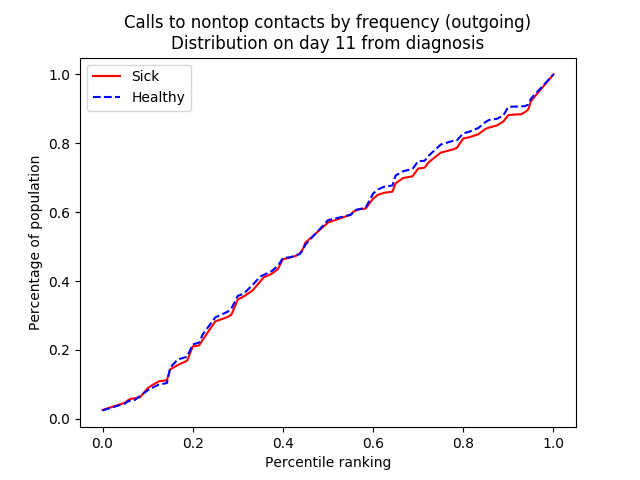 Calls to nontop contacts by frequency (outgoing)
Distribution on day 11 from diagnosis
Sick
Healthy
Percentage of population
1.0
0.8
0.6
0.4
0.2
0.0
0.0 0.2 0.4 0.6 0.8 1.0
Percentile ranking